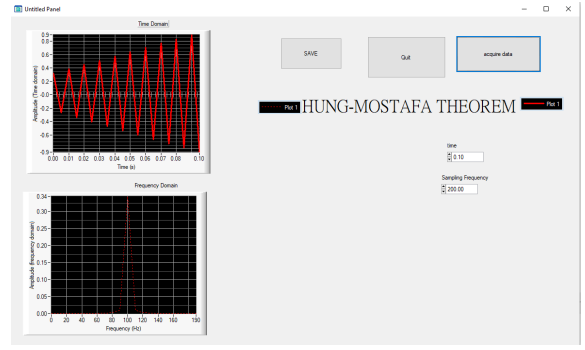 Untitled Panel
Time Domain
SAVE
Quit
acquire data
0.9
0.8
0.6
0.4
0.2
-0.0
-0.2
-0.4
-0.6
-0.9
Amplitude (Time domain)
0.00 0.01 0.02 0.03 0.04 0.05 0.06 0.08 0.08 0.10
Time (s)
Plot 1
HUNG-MOSTAFA THEOREM
Plot 1
time
0.10
Sampling Frequency
200.00
Frequency Domain
0.34
0.30
0.25
0.20
0.15
0.10
0.05
0.00
Amplitude (frequency domain)
0 20 40 60 80 100 120 140 160 190
Frequency (Hz)